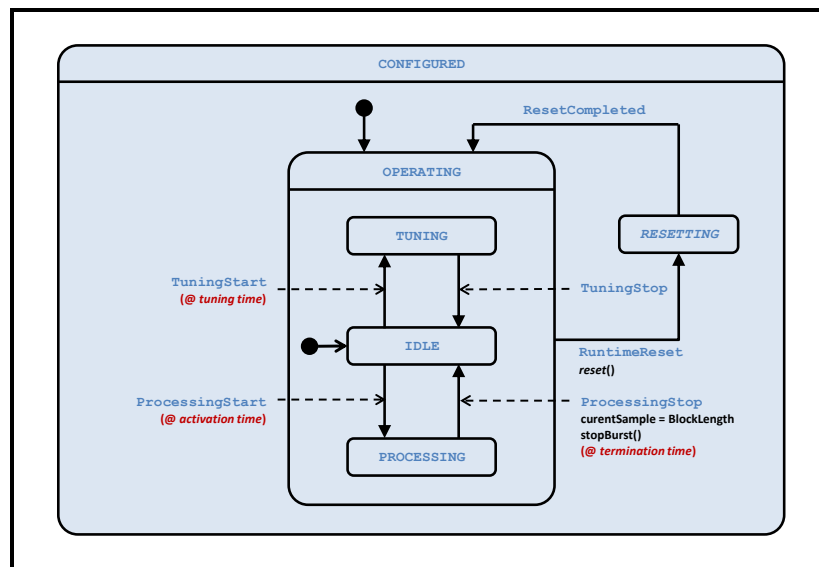 CONFIGURED
ResetCompleted
OPERATING
TUNING
RESETTING
TuningStart
(@ tuning time)
TuningStop
IDLE
RuntimeReset
reset()
ProcessingStart
(@ activation time)
ProcessingStop
curentSample = BlockLength
stopBurst()
(@ termination time)
PROCESSING